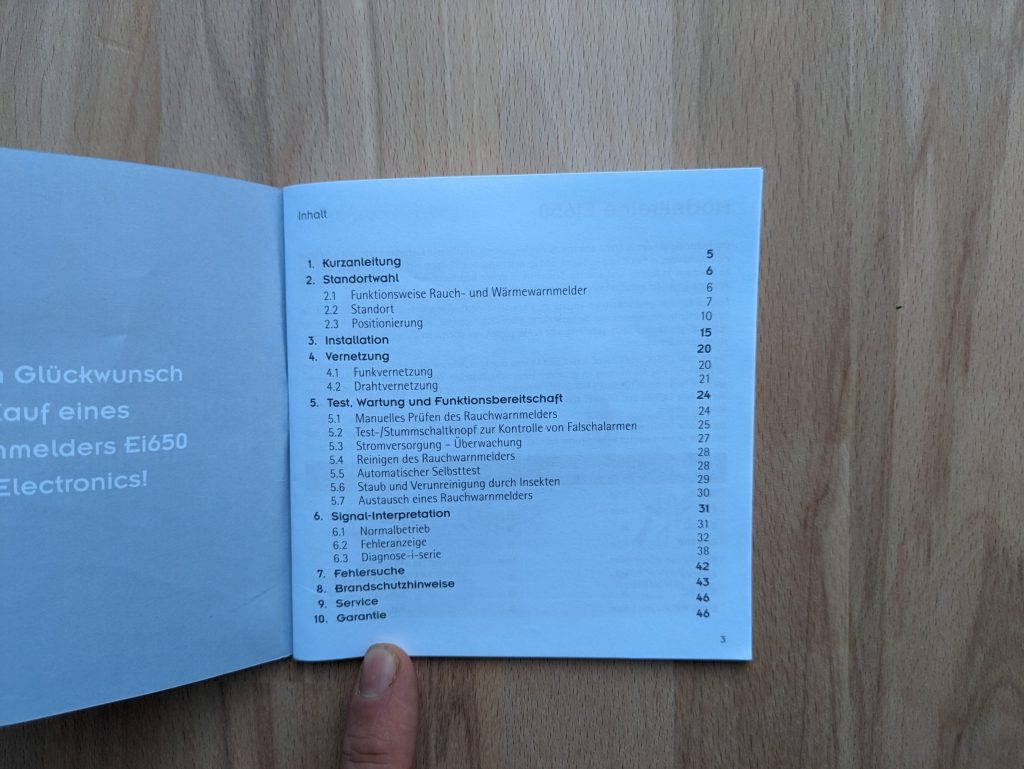 Glückwunsch
Kauf eines
nmelders Ei650
Electronics!
Inhalt
1. Kurzanleitung 5
2. Standortwahl 6
2.1 Funktionsweise Rauch- und Wärmewarnmelder 6
2.2 Standort 7
2.3 Positionierung 10
3. Installation 15
4. Vernetzung 20
4.1 Funkvernetzung 20
4.2 Drahtvernetzung 21
5. Test, Wartung und Funktionsbereitschaft 24
5.1 Manuelles Prüfen des Rauchwarnmelders 24
5.2 Test-/Stummschaltknopf zur Kontrolle von Falschalarmen 25
5.3 Stromversorgung – Überwachung 27
5.4 Reinigen des Rauchwarnmelders 28
5.5 Automatischer Selbsttest 28
5.6 Staub und Verunreinigung durch Insekten 29
5.7 Austausch eines Rauchwarnmelders 30
6. Signal-Interpretation 31
6.1 Normalbetrieb 31
6.2 Fehleranzeige 32
6.3 Diagnose-i-serie 38
7. Fehlersuche 42
8. Brandschutzhinweise 43
9. Service 46
10. Garantie 46
3